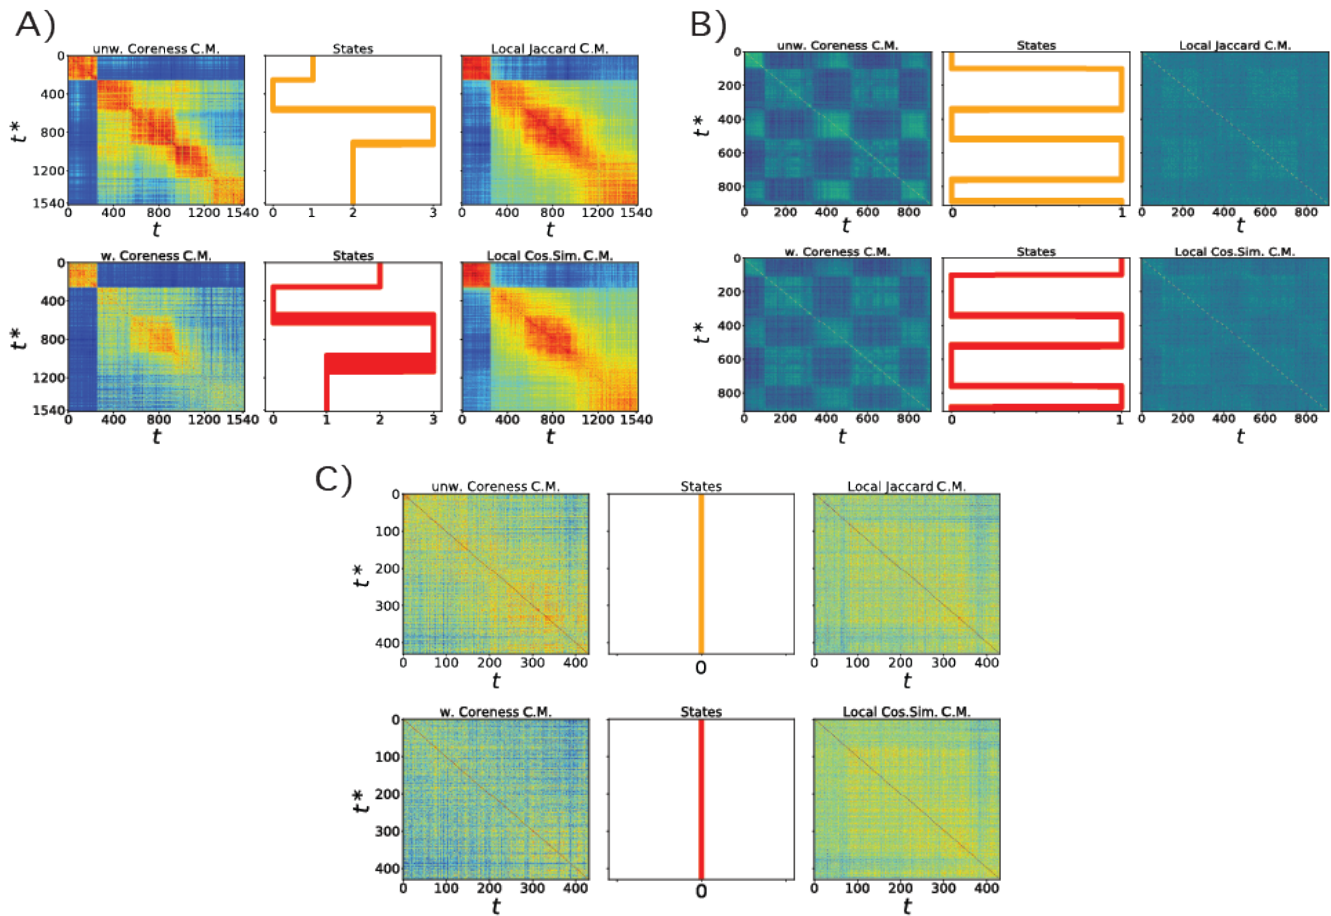 A)
unw. Coreness C.M.
States
Local Jaccard C.M.
0
400
800
1200
1540
t*
0 400 800 1200 1540
t
0 1 2 3
0 400 800 1200 1540
t
w. Coreness C.M.
States
Local Cos.Sim. C.M.
0
400
800
1200
1540
t*
0 400 800 1200 1540
t
0 1 2 3
0 400 800 1200 1540
t
B)
unw. Coreness C.M.
States
Local Jaccard C.M.
0
200
400
600
800
t*
0 200 400 600 800
t
0 1
0 200 400 600 800
t
w. Coreness C.M.
States
Local Cos.Sim. C.M.
0
200
400
600
800
t*
0 200 400 600 800
t
0 1
0 200 400 600 800
t
C)
unw. Coreness C.M.
States
Local Jaccard C.M.
0
100
200
300
400
t*
0 100 200 300 400
t
0
0 100 200 300 400
t
w. Coreness C.M.
States
Local Cos.Sim. C.M.
0
100
200
300
400
t*
0 100 200 300 400
t
0
0 100 200 300 400
t